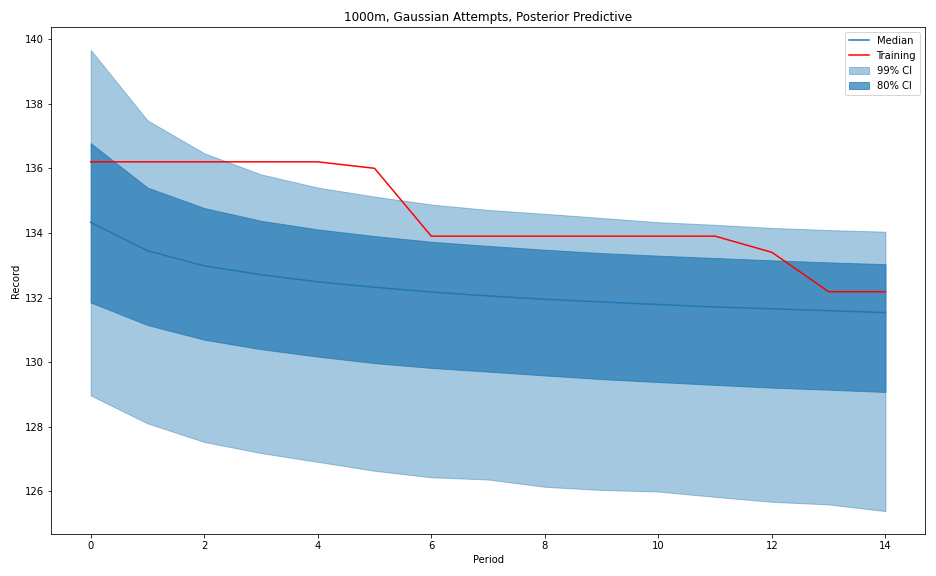 1000m, Gaussian Attempts, Posterior Predictive
Median
Training
99% CI
80% CI
140
138
136
134
132
130
128
126
Record
0
2
4
6
8
10
12
14
Period